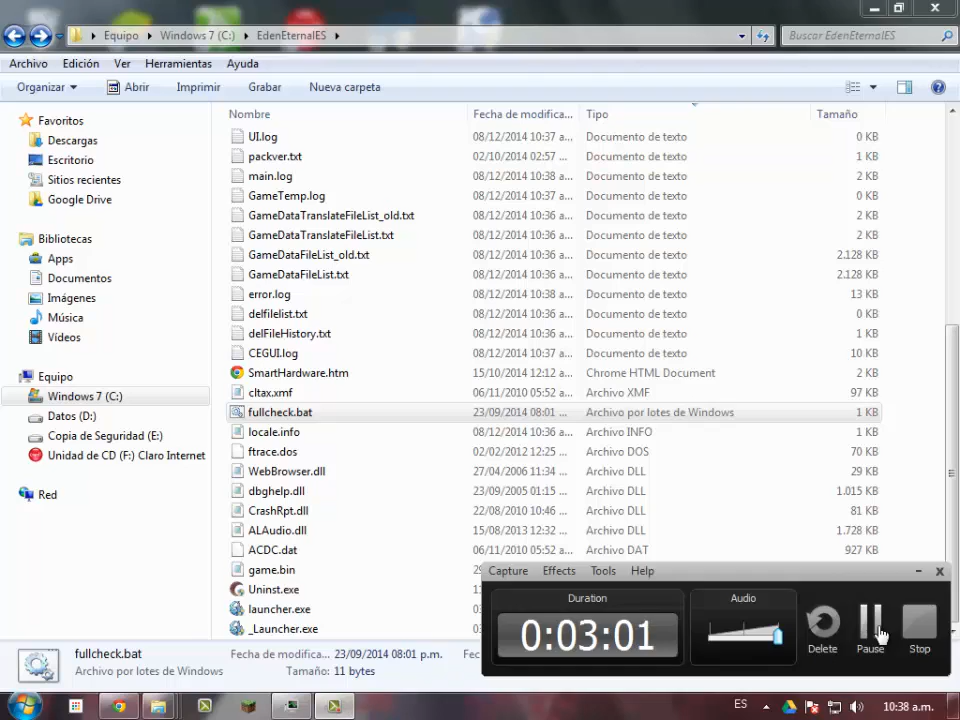 Equipo
Windows 7 (C:)
EdenEternalES
Buscar EdenEternalES
Archivo Edición Ver Herramientas Ayuda
Organizar Abrir Imprimir Grabar Nueva carpeta
Nombre Fecha de modifica... Tipo Tamaño
Favoritos
Descargas
Escritorio
Sitios recientes
Google Drive
Bibliotecas
Apps
Documentos
Imágenes
Música
Vídeos
Equipo
Windows 7 (C:)
Datos (D:)
Copia de Seguridad (E:)
Unidad de CD (F:) Claro Internet
Red
UI.log 08/12/2014 10:37 a... Documento de texto 0 KB
packver.txt 02/10/2014 02:57 ... Documento de texto 1 KB
main.log 08/12/2014 10:38 a... Documento de texto 2 KB
GameTemp.log 08/12/2014 10:37 a... Documento de texto 0 KB
GameDataTranslateFileList_old.txt 08/12/2014 10:36 a... Documento de texto 2 KB
GameDataTranslateFileList.txt 08/12/2014 10:36 a... Documento de texto 2 KB
GameDataFileList_old.txt 08/12/2014 10:36 a... Documento de texto 2.128 KB
GameDataFileList.txt 08/12/2014 10:36 a... Documento de texto 2.128 KB
error.log 08/12/2014 10:38 a... Documento de texto 13 KB
delfilelist.txt 08/12/2014 10:36 a... Documento de texto 0 KB
delFileHistory.txt 08/12/2014 10:36 a... Documento de texto 1 KB
CEGUI.log 08/12/2014 10:37 a... Documento de texto 10 KB
SmartHardware.htm 15/10/2014 12:12 a... Chrome HTML Document 2 KB
cltax.xmf 06/11/2010 05:52 a... Archivo XMF 97 KB
fullcheck.bat 23/09/2014 08:01 ... Archivo por lotes de Windows 1 KB
locale.info 08/12/2014 10:36 a... Archivo INFO 1 KB
ftrace.dos 02/02/2012 12:25 ... Archivo DOS 70 KB
WebBrowser.dll 27/04/2006 11:34 ... Archivo DLL 29 KB
dbghelp.dll 23/09/2005 01:15 ... Archivo DLL 1.015 KB
CrashRpt.dll 22/08/2010 10:46 ... Archivo DLL 81 KB
ALAudio.dll 15/08/2013 12:32 ... Archivo DLL 1.728 KB
ACDC.dat 06/11/2010 05:52 a... Archivo DAT 927 KB
game.bin
Uninst.exe
launcher.exe
_Launcher.exe
Capture Effects Tools Help
Duration
0:03:01
Audio
Delete Pause Stop
fullcheck.bat Fecha de modifica... 23/09/2014 08:01 p.m.
Archivo por lotes de Windows Tamaño: 11 bytes
ES
10:38 a.m.